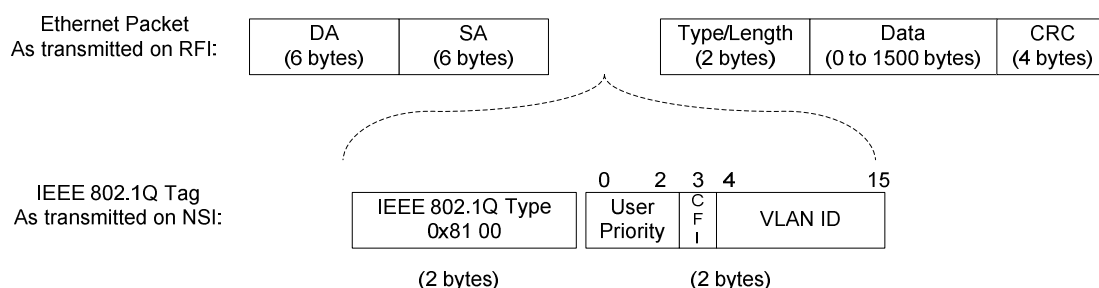 Ethernet Packet
As transmitted on RFI:
DA
(6 bytes)
SA
(6 bytes)
Type/Length
(2 bytes)
Data
(0 to 1500 bytes)
CRC
(4 bytes)
IEEE 802.1Q Tag
As transmitted on NSI:
IEEE 802.1Q Type
0x81 00
0 2 3 4 15
User
Priority
C
F
I
VLAN ID
(2 bytes)
(2 bytes)